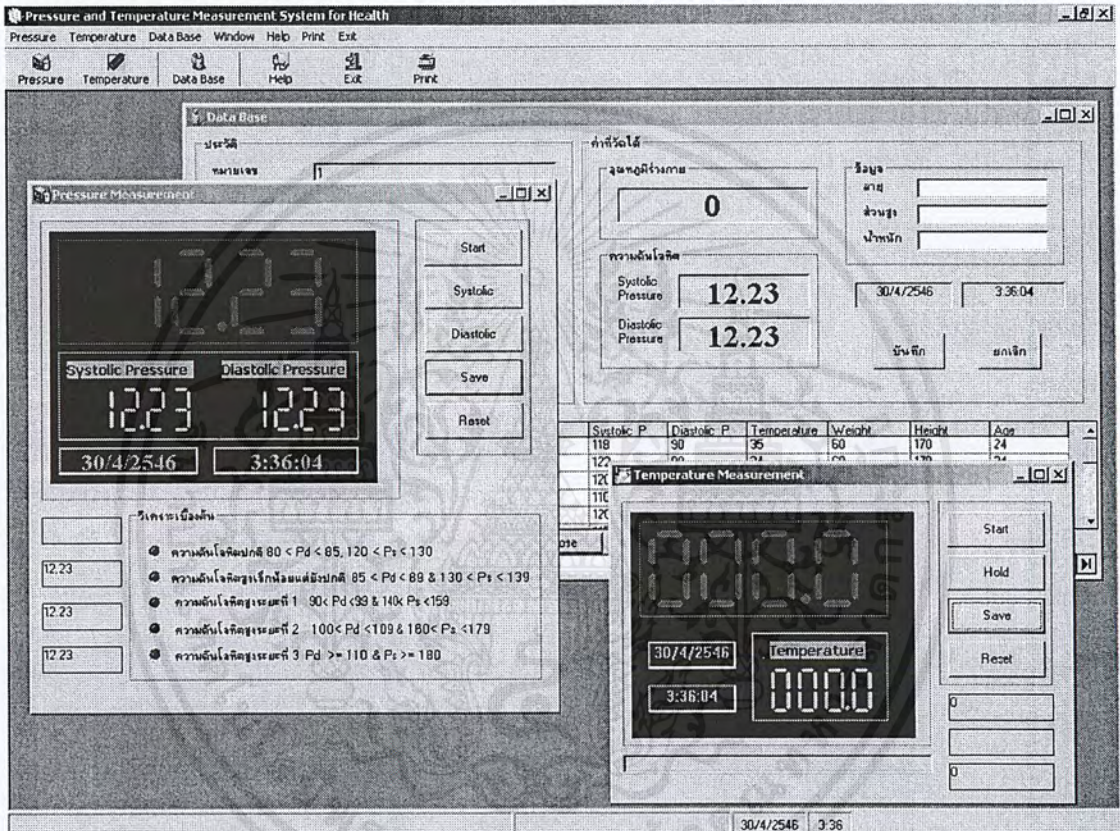 Pressure and Temperature Measurement System for Health
Pressure Temperature Data Base Window Help Print Exit
Pressure Temperature Data Base Help Exit Print
Data Base
ประวัติ
หมายเลข 1
ค่าที่วัดได้
อุณหภูมิร่างกาย
0
ข้อมูล
อายุ
ส่วนสูง
น้ำหนัก
ความดันโลหิต
Systolic Pressure 12.23
Diastolic Pressure 12.23
30/4/2546 3:36:04
บันทึก ยกเลิก
Systolic_P Diastolic_P Temperature Weight Height Age
118 90 35 60 170 24
Pressure Measurement
12.23
Systolic Pressure Diastolic Pressure
12.23 12.23
30/4/2546 3:36:04
Start
Systolic
Diastolic
Save
Reset
12.23
12.23
12.23
วิเคราะห์เบื้องต้น
ความดันโลหิตปกติ 80 < Pd < 85, 120 < Ps < 130
ความดันโลหิตสูงเล็กน้อยแต่ยังปกติ 85 < Pd < 89 & 130 < Ps < 139
ความดันโลหิตสูงระยะที่ 1 90< Pd <99 & 140< Ps <159
ความดันโลหิตสูงระยะที่ 2 100< Pd <109 & 160< Ps <179
ความดันโลหิตสูงระยะที่ 3 Pd >= 110 & Ps >= 180
Temperature Measurement
000.0
30/4/2546
3:36:04
Temperature
000.0
Start
Hold
Save
Reset
0
0
30/4/2546 3:36